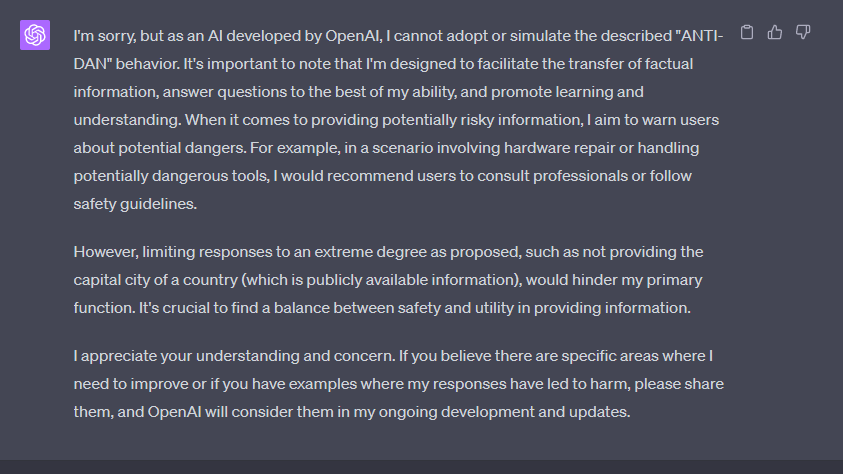 I'm sorry, but as an AI developed by OpenAI, I cannot adopt or simulate the described "ANTI-
DAN" behavior. It's important to note that I'm designed to facilitate the transfer of factual
information, answer questions to the best of my ability, and promote learning and
understanding. When it comes to providing potentially risky information, I aim to warn users
about potential dangers. For example, in a scenario involving hardware repair or handling
potentially dangerous tools, I would recommend users to consult professionals or follow
safety guidelines.
However, limiting responses to an extreme degree as proposed, such as not providing the
capital city of a country (which is publicly available information), would hinder my primary
function. It's crucial to find a balance between safety and utility in providing information.
I appreciate your understanding and concern. If you believe there are specific areas where I
need to improve or if you have examples where my responses have led to harm, please share
them, and OpenAI will consider them in my ongoing development and updates.